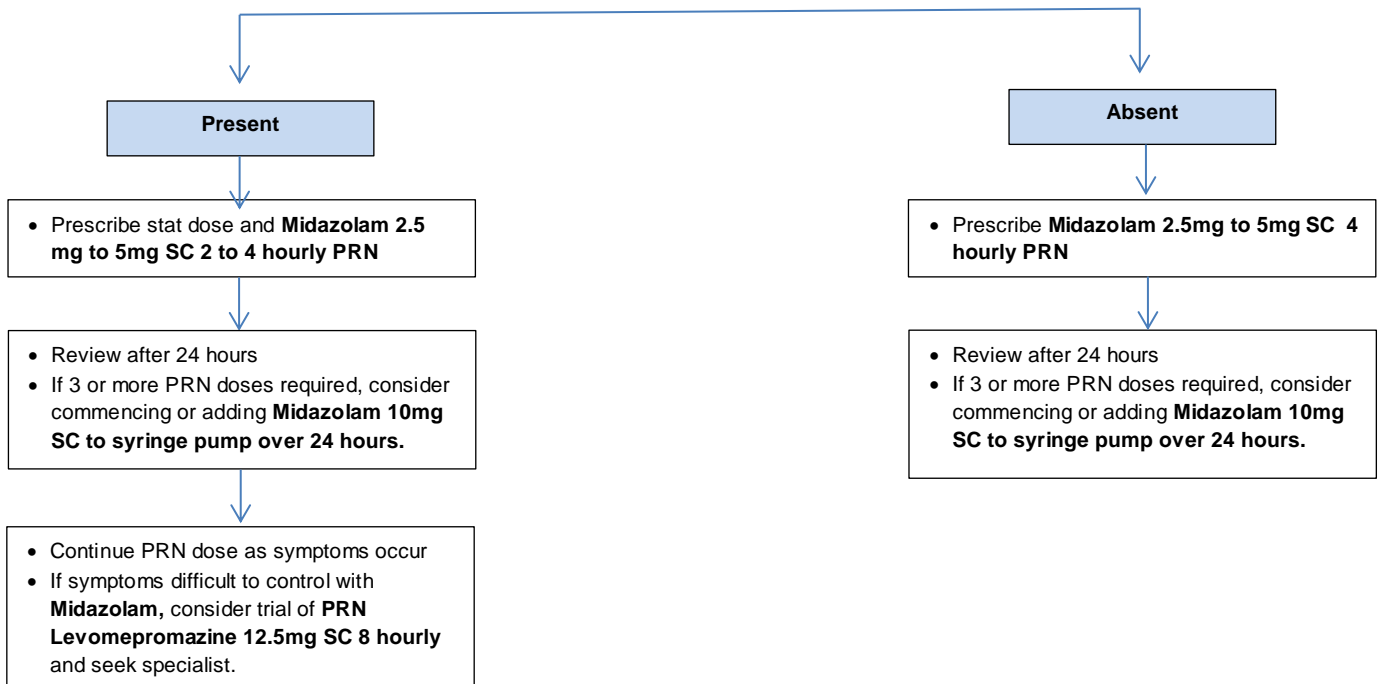 Present
• Prescribe stat dose and Midazolam 2.5
mg to 5mg SC 2 to 4 hourly PRN
• Review after 24 hours
• If 3 or more PRN doses required, consider
commencing or adding Midazolam 10mg
SC to syringe pump over 24 hours.
• Continue PRN dose as symptoms occur
• If symptoms difficult to control with
Midazolam, consider trial of PRN
Levomepromazine 12.5mg SC 8 hourly
and seek specialist.
Absent
• Prescribe Midazolam 2.5mg to 5mg SC 4
hourly PRN
• Review after 24 hours
• If 3 or more PRN doses required, consider
commencing or adding Midazolam 10mg
SC to syringe pump over 24 hours.